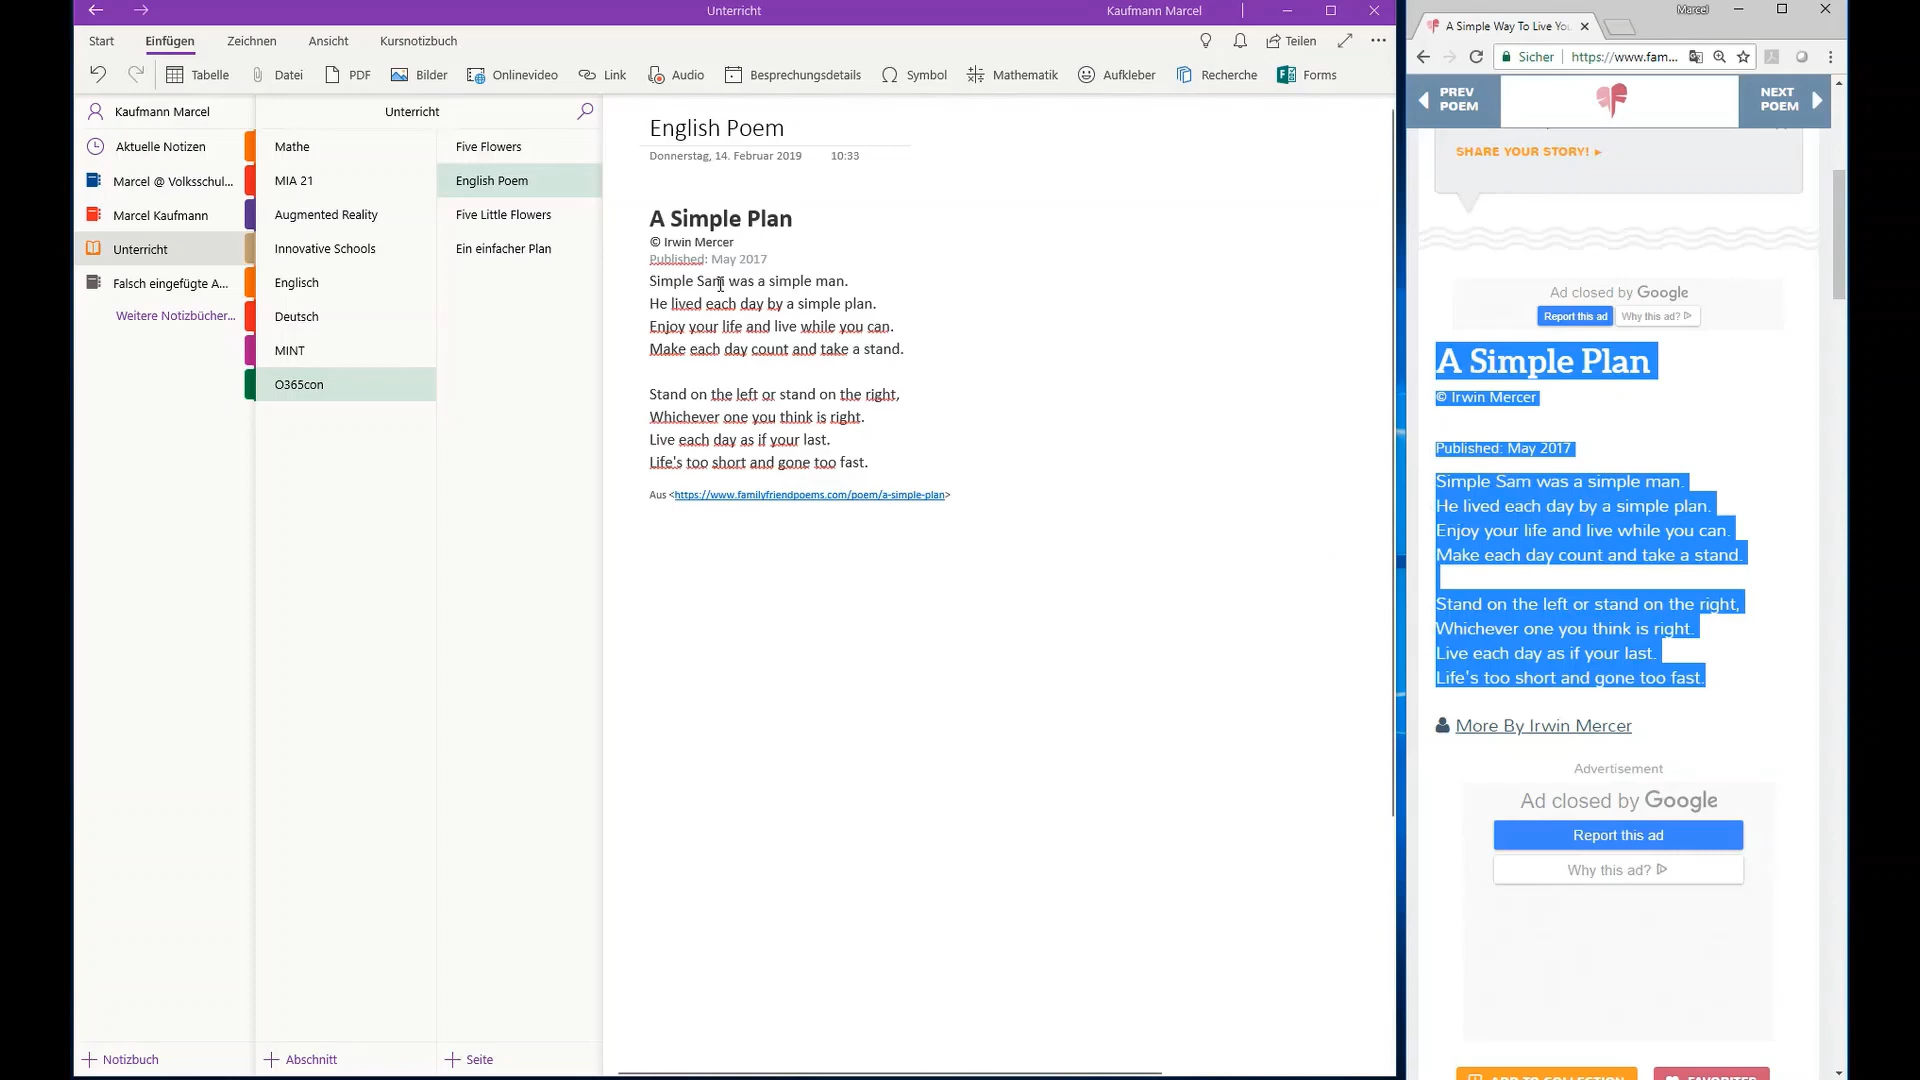 Unterricht
Kaufmann Marcel
Start
Einfügen
Zeichnen
Ansicht
Kursnotizbuch
Teilen
Tabelle
Datei
PDF
Bilder
Onlinevideo
Link
Audio
Besprechungsdetails
Symbol
Mathematik
Aufkleber
Recherche
Forms
Kaufmann Marcel
Aktuelle Notizen
Marcel @ Volksschul...
Marcel Kaufmann
Unterricht
Falsch eingefügte A...
Weitere Notizbücher...
Notizbuch
Unterricht
Mathe
MIA 21
Augmented Reality
Innovative Schools
Englisch
Deutsch
MINT
O365con
Abschnitt
Five Flowers
English Poem
Five Little Flowers
Ein einfacher Plan
Seite
English Poem
Donnerstag, 14. Februar 2019 10:33
A Simple Plan
© Irwin Mercer
Published: May 2017
Simple Sam was a simple man.
He lived each day by a simple plan.
Enjoy your life and live while you can.
Make each day count and take a stand.
Stand on the left or stand on the right,
Whichever one you think is right.
Live each day as if your last.
Life's too short and gone too fast.
Aus <https://www.familyfriendpoems.com/poem/a-simple-plan>
Marcel
A Simple Way To Live You
Sicher
https://www.fam...
PREV
POEM
NEXT
POEM
SHARE YOUR STORY! ▸
Ad closed by Google
Report this ad
Why this ad?
A Simple Plan
© Irwin Mercer
Published: May 2017
Simple Sam was a simple man.
He lived each day by a simple plan.
Enjoy your life and live while you can.
Make each day count and take a stand.
Stand on the left or stand on the right,
Whichever one you think is right.
Live each day as if your last.
Life's too short and gone too fast.
More By Irwin Mercer
Advertisement
Ad closed by Google
Report this ad
Why this ad?
ADD TO COLLECTION
FAVORITES